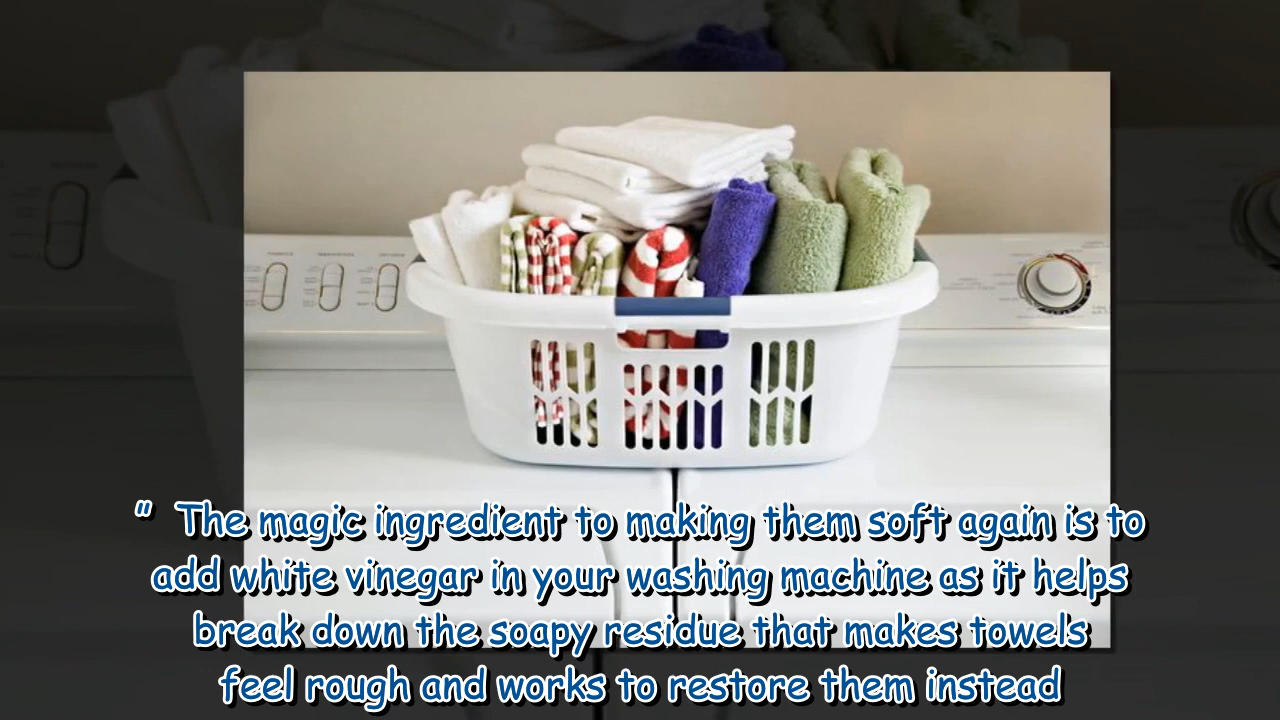 ” The magic ingredient to making them soft again is to
add white vinegar in your washing machine as it helps
break down the soapy residue that makes towels
feel rough and works to restore them instead